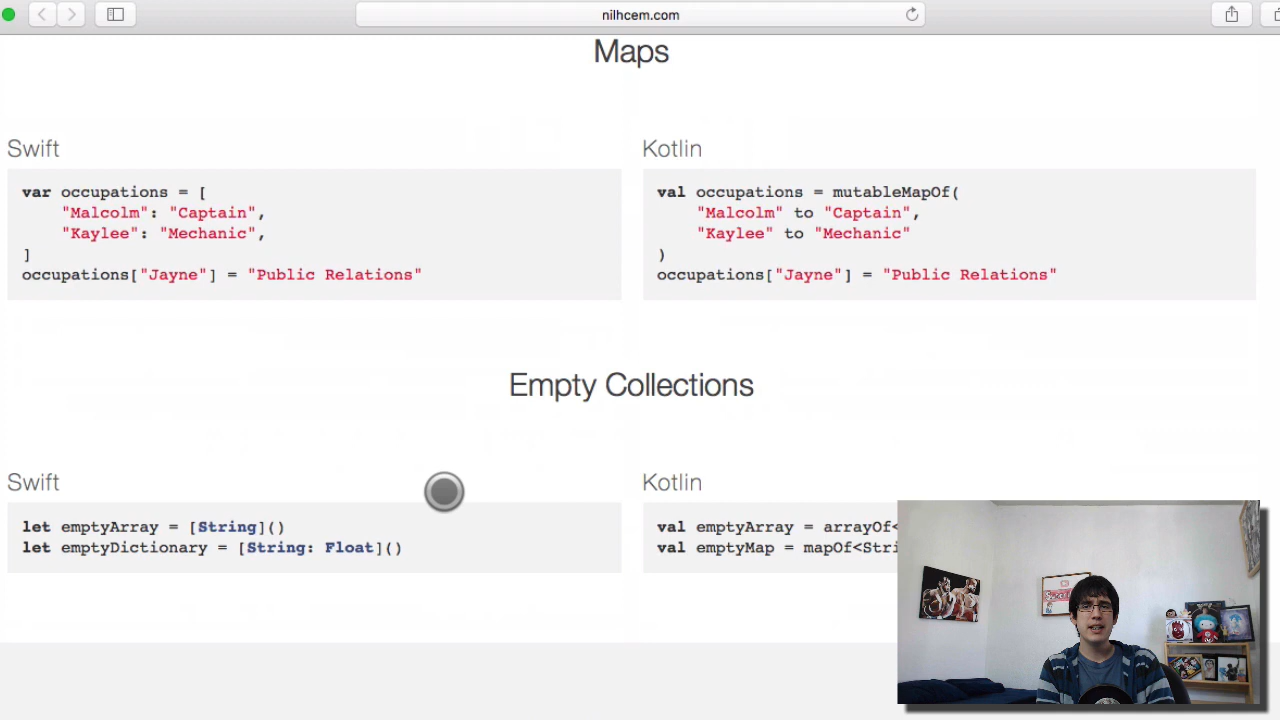 nilhcem.com
Maps
Swift
var occupations = [
    "Malcolm": "Captain",
    "Kaylee": "Mechanic",
]
occupations["Jayne"] = "Public Relations"
Kotlin
val occupations = mutableMapOf(
    "Malcolm" to "Captain",
    "Kaylee" to "Mechanic"
)
occupations["Jayne"] = "Public Relations"
Empty Collections
Swift
let emptyArray = [String]()
let emptyDictionary = [String: Float]()
Kotlin
val emptyArray = arrayOf<
val emptyMap = mapOf<Stri